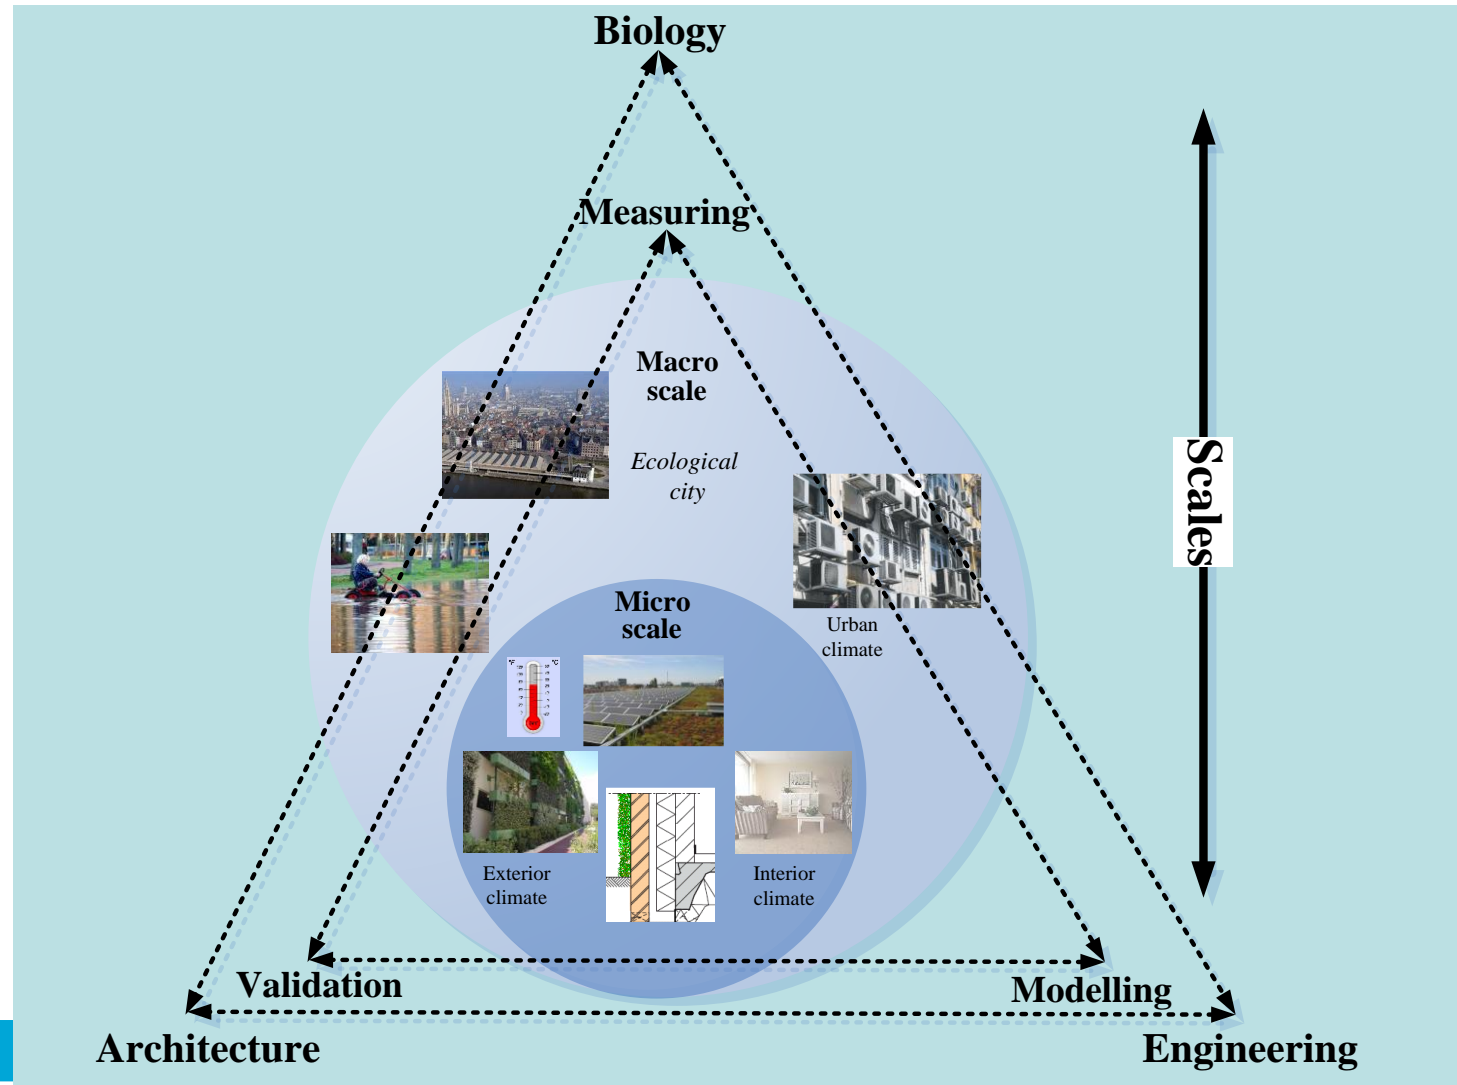 Biology
Measuring
Macro
scale
Ecological
city
Scales
Micro
scale
Urban
climate
°F
°C
Exterior
climate
Interior
climate
Validation
Modelling
Architecture
Engineering